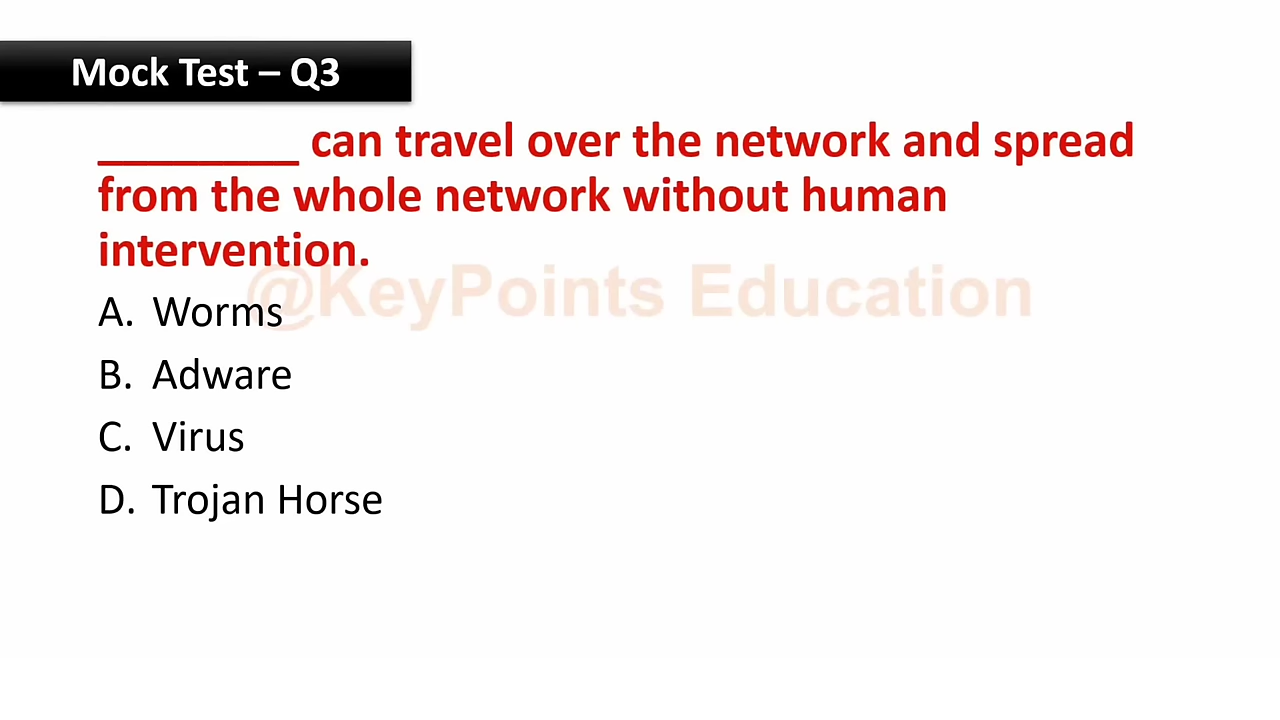 Mock Test – Q3
________ can travel over the network and spread
from the whole network without human
intervention.
@KeyPoints Education
A. Worms
B. Adware
C. Virus
D. Trojan Horse